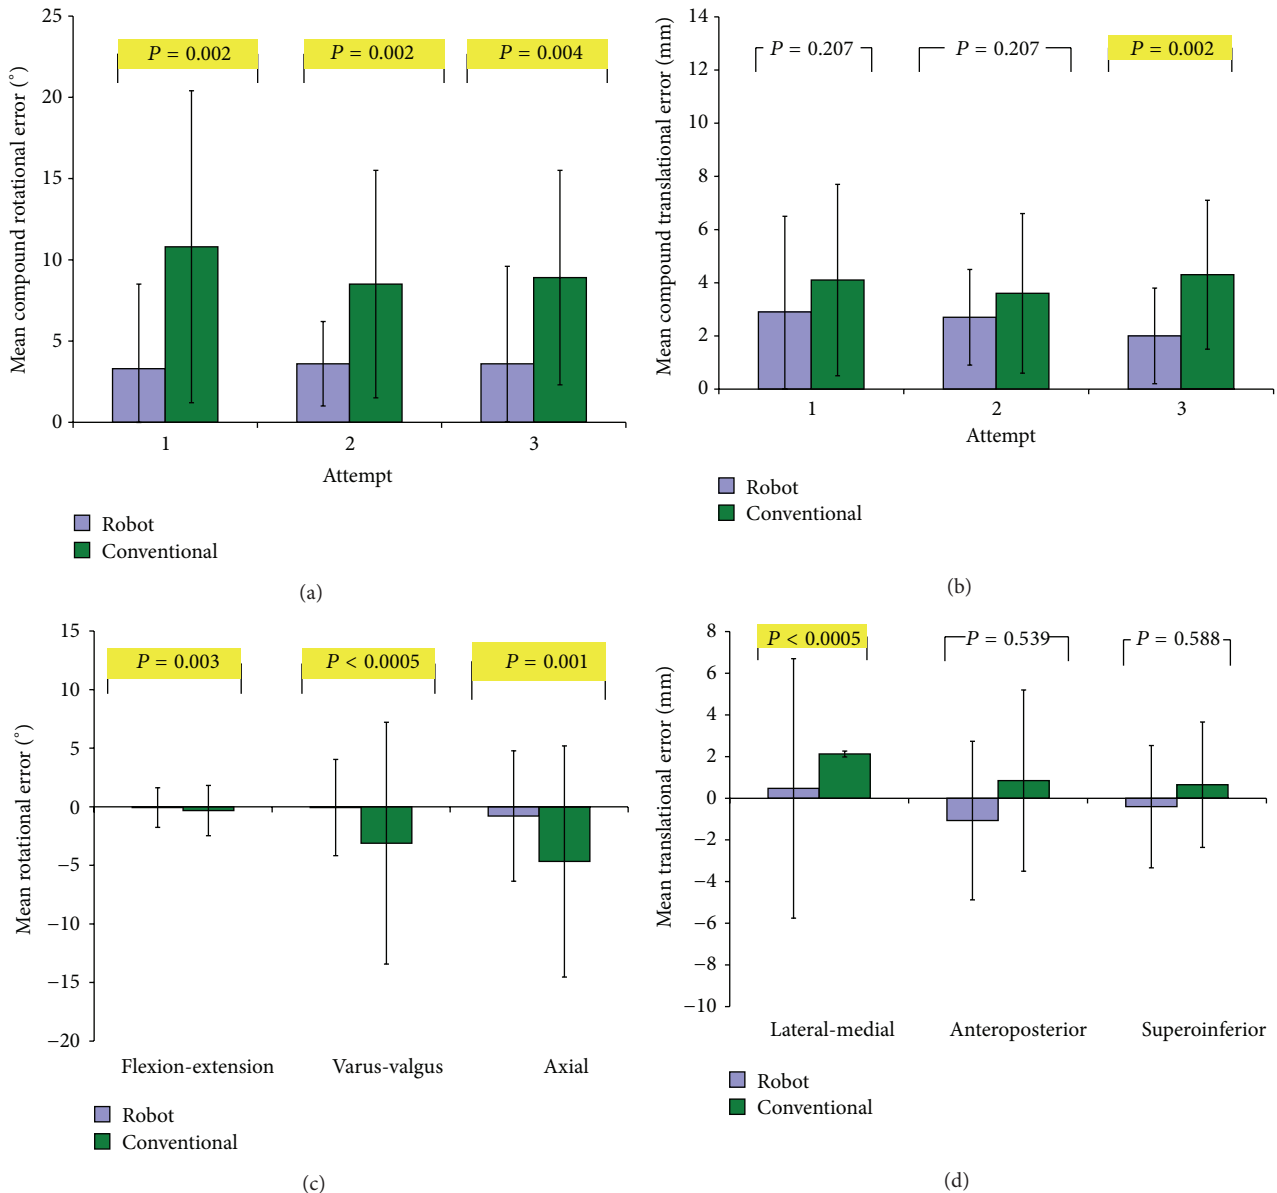 Mean compound rotational error (°)
25
20
15
10
5
0
P = 0.002
P = 0.002
P = 0.004
1
2
3
Attempt
Robot
Conventional
(a)
Mean compound translational error (mm)
14
12
10
8
6
4
2
0
P = 0.207
P = 0.207
P = 0.002
1
2
3
Attempt
Robot
Conventional
(b)
Mean rotational error (°)
15
10
5
0
−5
−10
−15
−20
P = 0.003
P < 0.0005
P = 0.001
Flexion-extension
Varus-valgus
Axial
Robot
Conventional
(c)
Mean translational error (mm)
8
6
4
2
0
−2
−4
−6
−8
−10
P < 0.0005
P = 0.539
P = 0.588
Lateral-medial
Anteroposterior
Superoinferior
Robot
Conventional
(d)